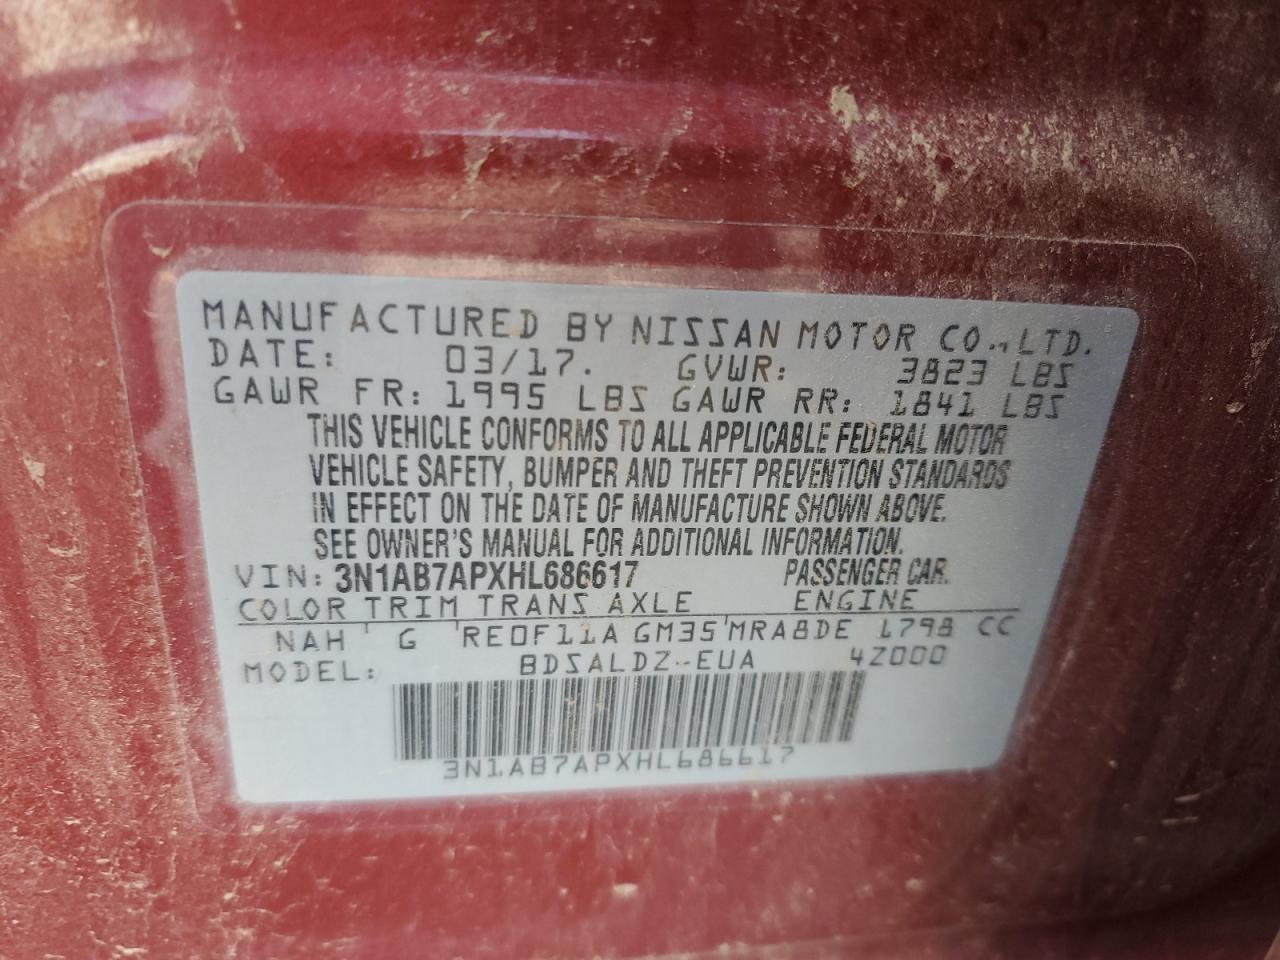 MANUFACTURED BY NISSAN MOTOR CO., LTD.
DATE: 03/17. GVWR: 3823 LBS
GAWR FR: 1995 LBS GAWR RR: 1841 LBS
THIS VEHICLE CONFORMS TO ALL APPLICABLE FEDERAL MOTOR
VEHICLE SAFETY, BUMPER AND THEFT PREVENTION STANDARDS
IN EFFECT ON THE DATE OF MANUFACTURE SHOWN ABOVE.
SEE OWNER'S MANUAL FOR ADDITIONAL INFORMATION.
VIN: 3N1AB7APXHL686617 PASSENGER CAR.
COLOR TRIM TRANS AXLE ENGINE
NAH G RE0F11A GM35 MRA8DE 1798 CC
MODEL: BDSALDZ-EUA 4Z000
3N1AB7APXHL686617